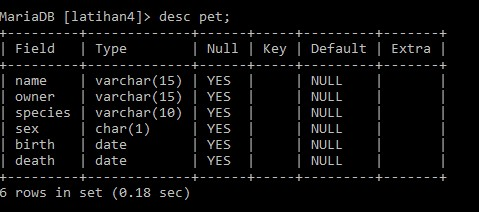 MariaDB [latihan4]> desc pet;
+---------+-------------+------+-----+---------+-------+
| Field   | Type        | Null | Key | Default | Extra |
+---------+-------------+------+-----+---------+-------+
| name    | varchar(15) | YES  |     | NULL    |       |
| owner   | varchar(15) | YES  |     | NULL    |       |
| species | varchar(10) | YES  |     | NULL    |       |
| sex     | char(1)     | YES  |     | NULL    |       |
| birth   | date        | YES  |     | NULL    |       |
| death   | date        | YES  |     | NULL    |       |
+---------+-------------+------+-----+---------+-------+
6 rows in set (0.18 sec)